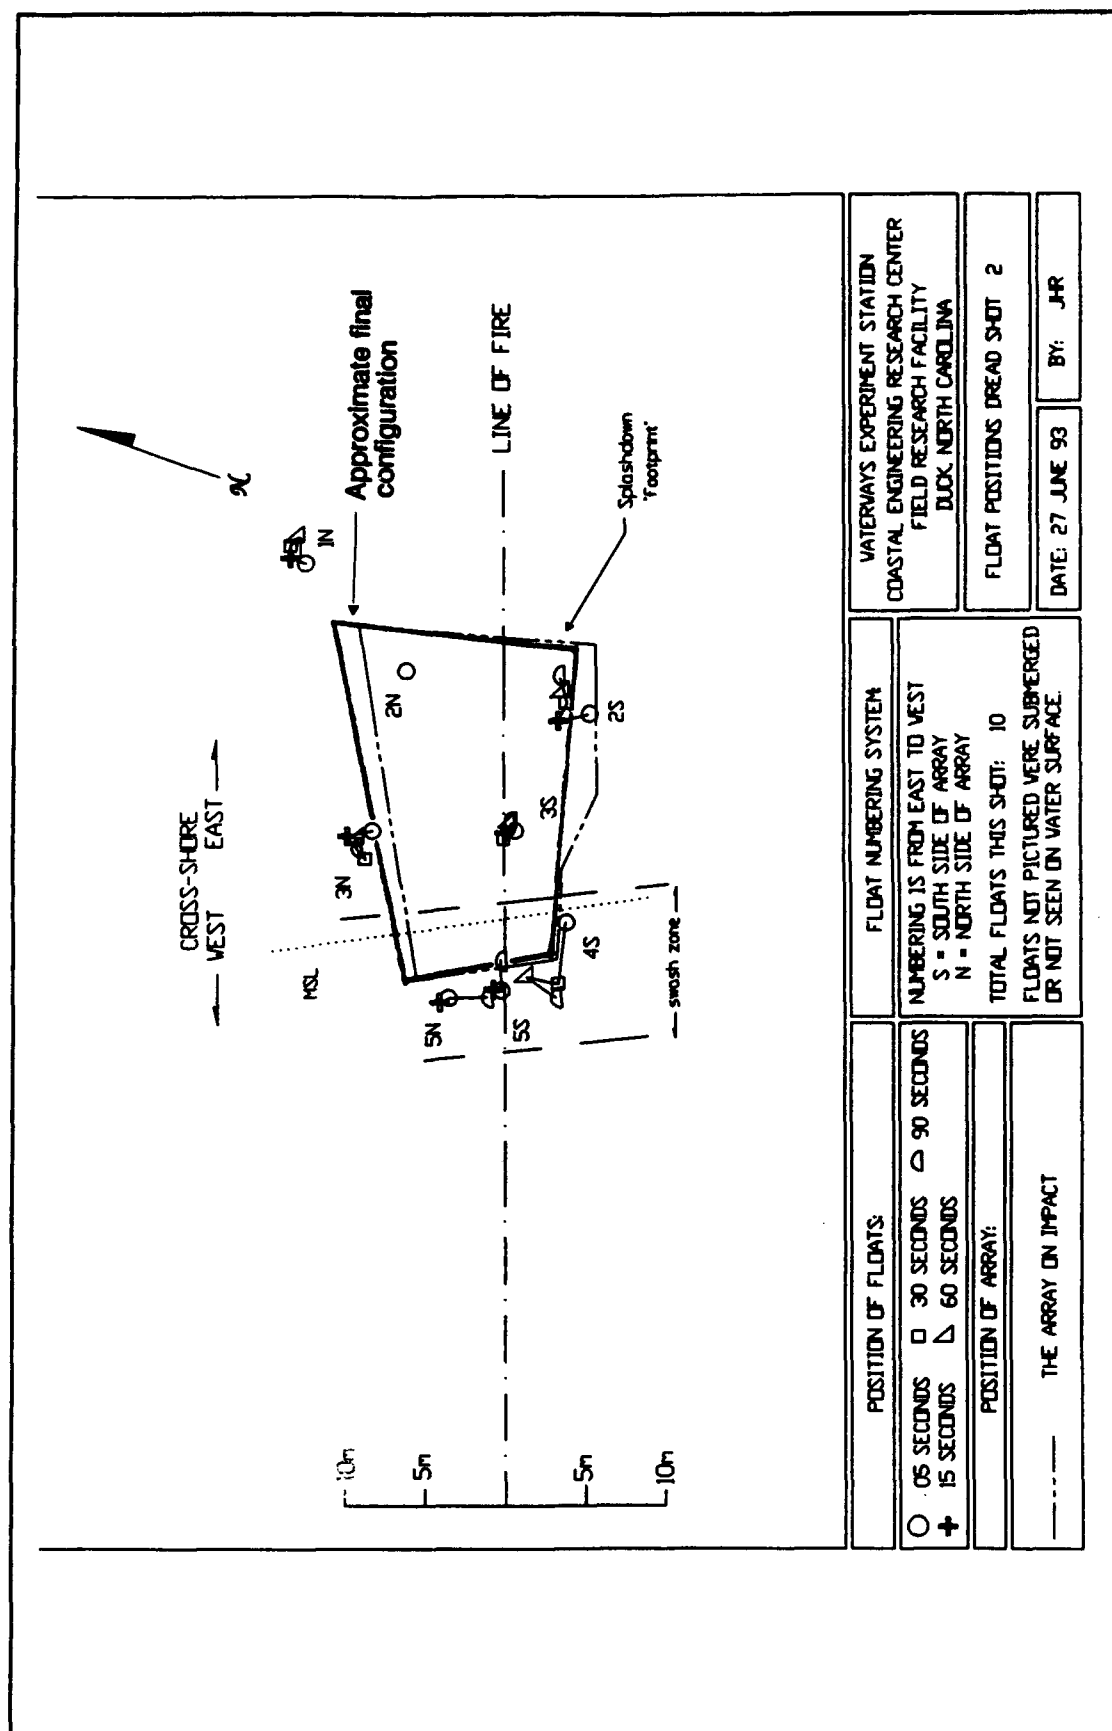 CROSS-SHORE
WEST EAST
N
1N
Approximate final
configuration
2N
3N
MSL
5N
LINE OF FIRE
5S
3S
4S
2S
Splashdown
'Footprint'
swash zone
10m
5m
5m
10m
POSITION OF FLOATS:
05 SECONDS
30 SECONDS
90 SECONDS
15 SECONDS
60 SECONDS
POSITION OF ARRAY:
THE ARRAY ON IMPACT
FLOAT NUMBERING SYSTEM:
NUMBERING IS FROM EAST TO WEST
S = SOUTH SIDE OF ARRAY
N = NORTH SIDE OF ARRAY
TOTAL FLOATS THIS SHOT: 10
FLOATS NOT PICTURED WERE SUBMERGED
OR NOT SEEN ON WATER SURFACE.
WATERWAYS EXPERIMENT STATION
COASTAL ENGINEERING RESEARCH CENTER
FIELD RESEARCH FACILITY
DUCK, NORTH CAROLINA
FLOAT POSITIONS DREAD SHOT 2
DATE: 27 JUNE 93
BY: JHR